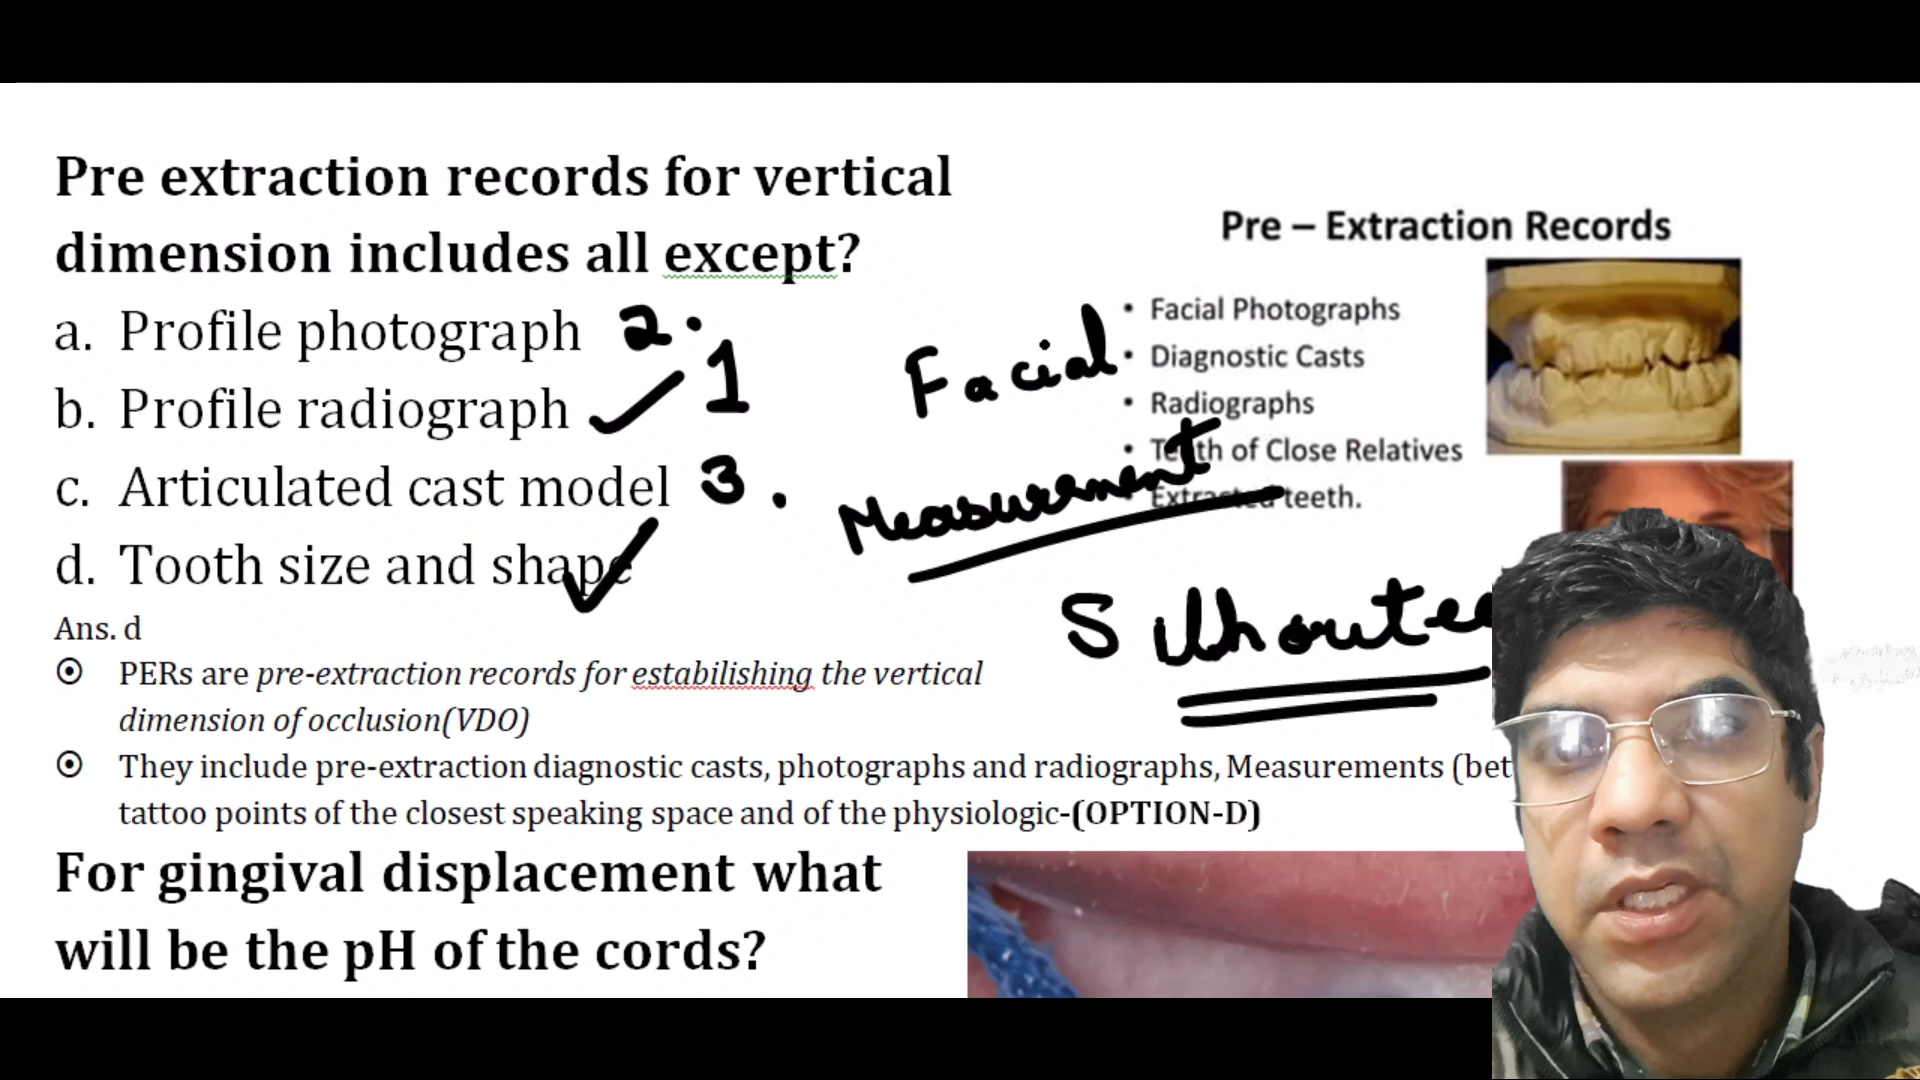 Pre extraction records for vertical
dimension includes all except?
a. Profile photograph 2.
b. Profile radiograph 1
c. Articulated cast model 3.
d. Tooth size and shape
Ans. d
PERs are pre-extraction records for estabilishing the vertical
dimension of occlusion(VDO)
They include pre-extraction diagnostic casts, photographs and radiographs, Measurements (bet
tattoo points of the closest speaking space and of the physiologic-(OPTION-D)
For gingival displacement what
will be the pH of the cords?
Pre – Extraction Records
• Facial Photographs
• Diagnostic Casts
• Radiographs
• Teeth of Close Relatives
• Extracted teeth.
Facial
Measurement
Silhoutee